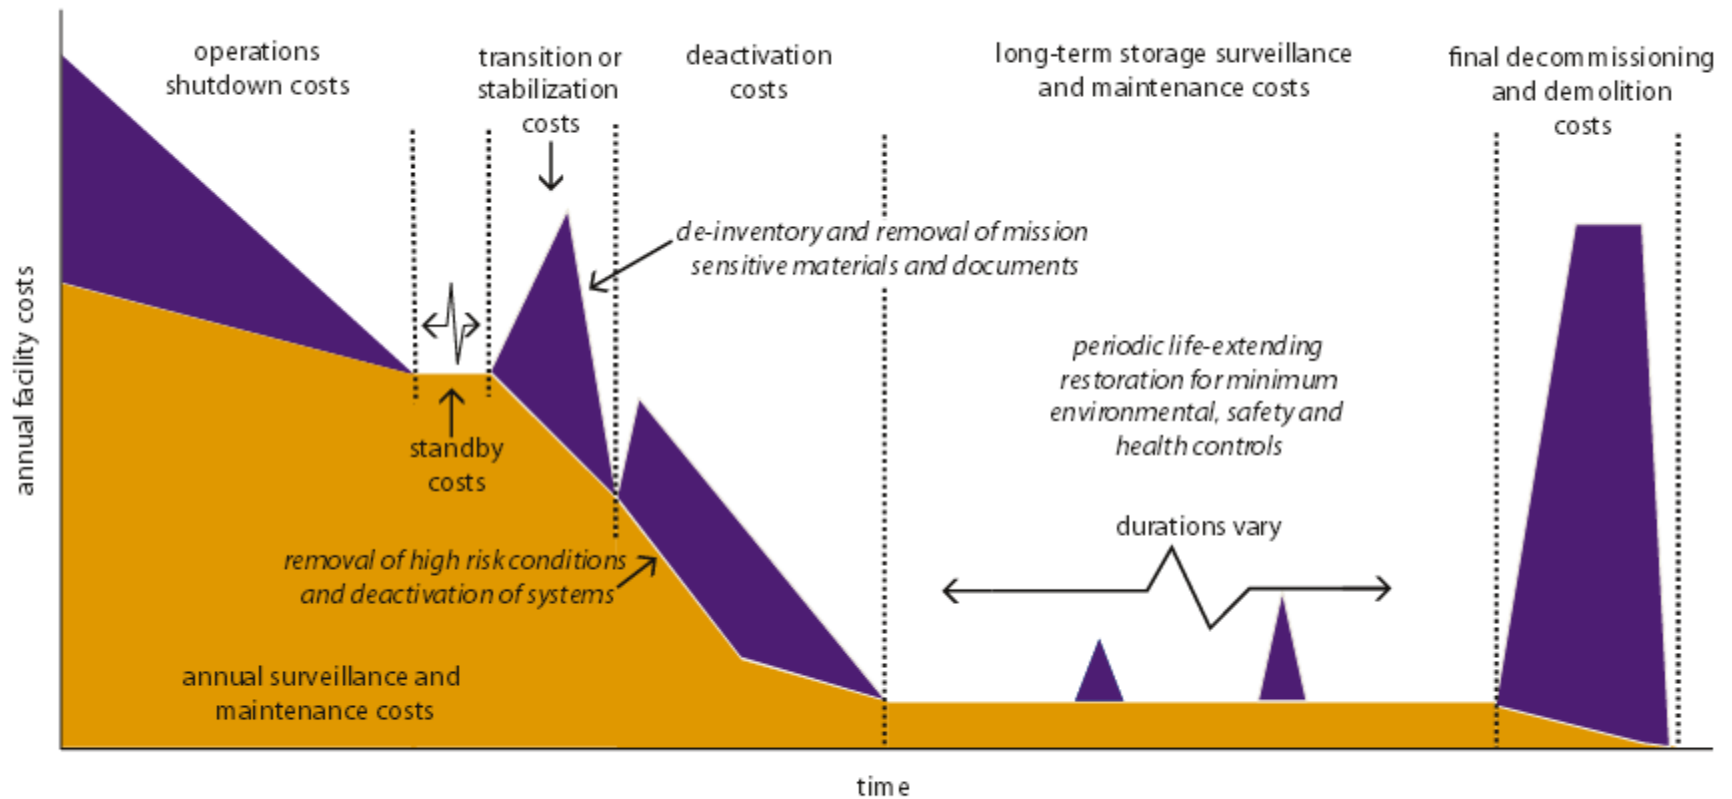 operations
shutdown costs
transition or
stabilization
costs
deactivation
costs
long-term storage surveillance
and maintenance costs
final decommissioning
and demolition
costs
de-inventory and removal of mission
sensitive materials and documents
annual facility costs
periodic life-extending
restoration for minimum
environmental, safety and
health controls
standby
costs
durations vary
removal of high risk conditions
and deactivation of systems
annual surveillance and
maintenance costs
time